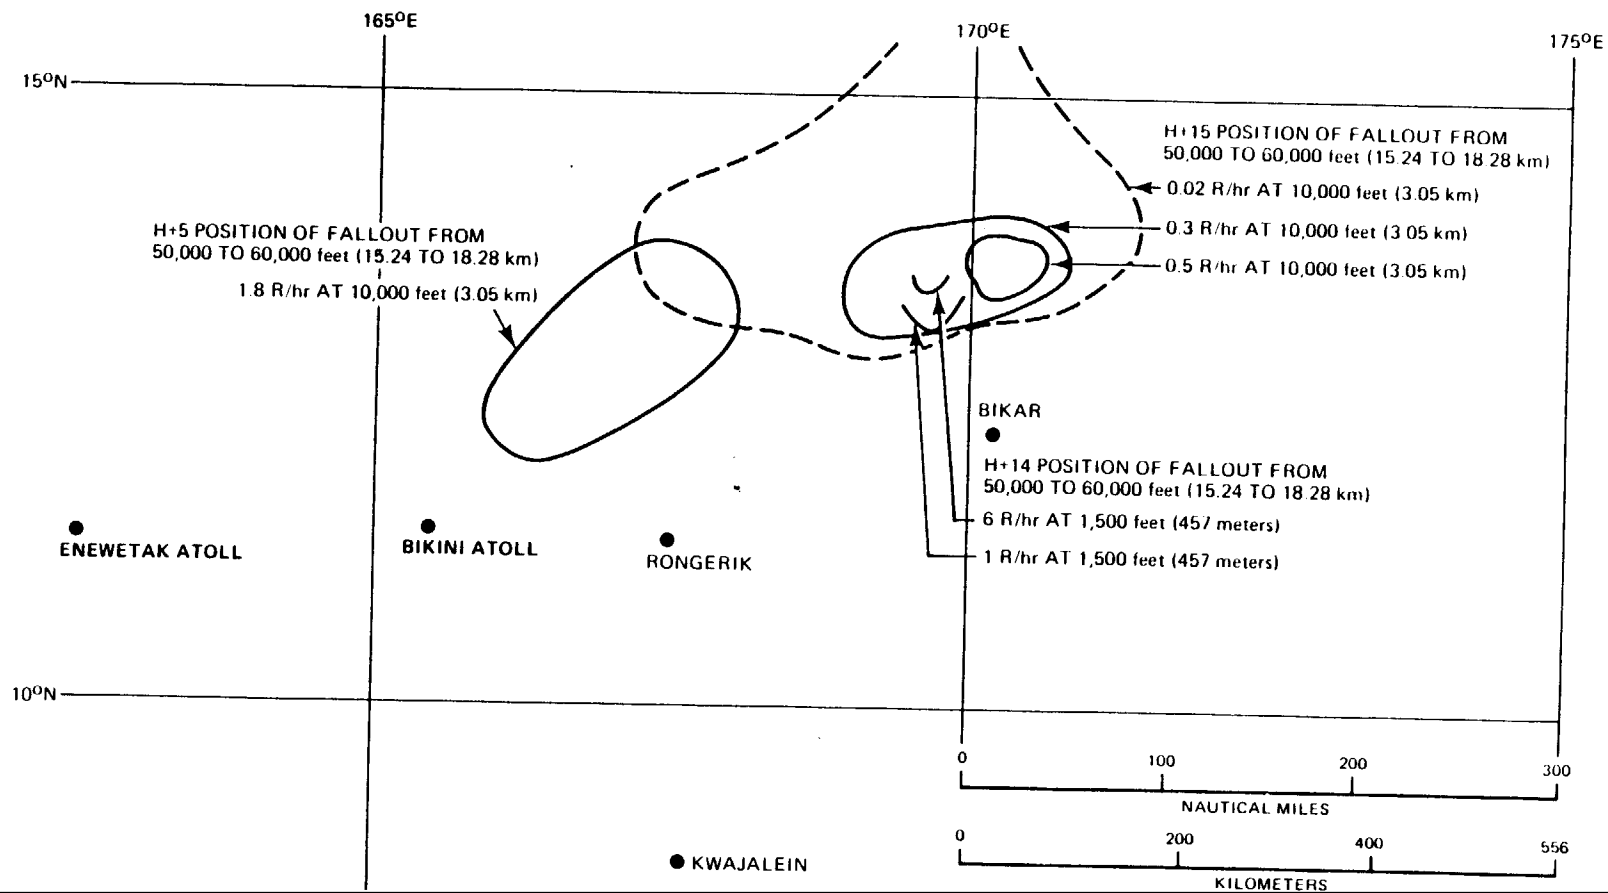 165ºE
170ºE
175ºE
15ºN
H+15 POSITION OF FALLOUT FROM
50,000 TO 60,000 feet (15.24 TO 18.28 km)
0.02 R/hr AT 10,000 feet (3.05 km)
0.3 R/hr AT 10,000 feet (3 05 km)
0.5 R/hr AT 10,000 feet (3.05 km)
H+5 POSITION OF FALLOUT FROM
50,000 TO 60,000 feet (15.24 TO 18.28 km)
1.8 R/hr AT 10,000 feet (3.05 km)
BIKAR
H+14 POSITION OF FALLOUT FROM
50,000 TO 60,000 feet (15.24 TO 18.28 km)
6 R/hr AT 1,500 feet (457 meters)
1 R/hr AT 1,500 feet (457 meters)
ENEWETAK ATOLL
BIKINI ATOLL
RONGERIK
10ºN
0 100 200 300
NAUTICAL MILES
0 200 400 556
KILOMETERS
KWAJALEIN